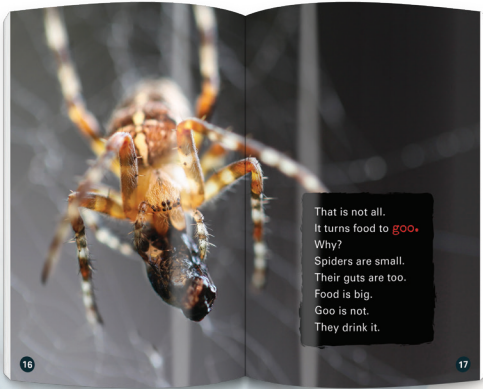 That is not all.
It turns food to goo.
Why?
Spiders are small.
Their guts are too.
Food is big.
Goo is not.
They drink it.
16
17